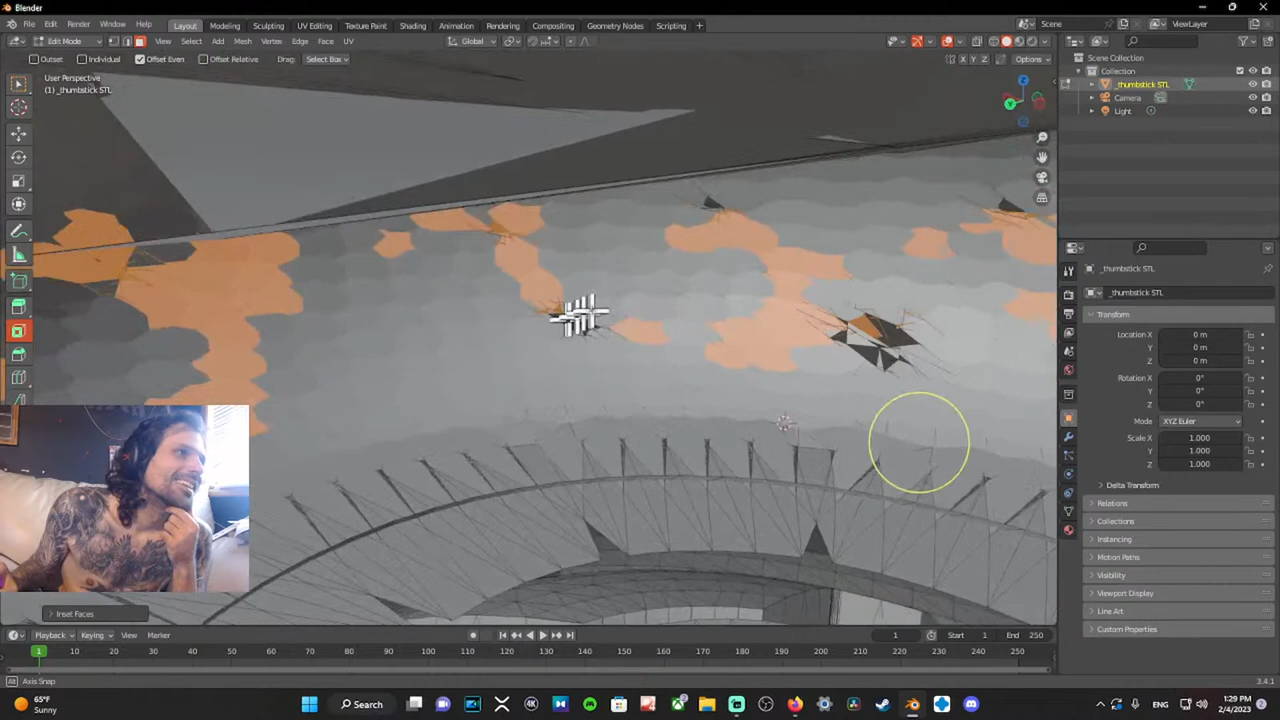 Blender
File Edit Render Window Help Layout Modeling Sculpting UV Editing Texture Paint Shading Animation Rendering Compositing Geometry Nodes Scripting + Scene ViewLayer
Edit Mode View Select Add Mesh Vertex Edge Face UV Global
Outset Individual Offset Even Offset Relative Drag: Select Box X Y Z Options
User Perspective
(1) _thumbstick STL
Z
Y
Scene Collection
Collection
_thumbstick STL
Camera
Light
_thumbstick STL
_thumbstick STL
Transform
Location X 0 m
Y 0 m
Z 0 m
Rotation X 0°
Y 0°
Z 0°
Mode XYZ Euler
Scale X 1.000
Y 1.000
Z 1.000
Delta Transform
Relations
Collections
Instancing
Motion Paths
Visibility
Viewport Display
Line Art
Custom Properties
Inset Faces
Playback Keying View Marker 1 Start 1 End 250
1 10 20 30 40 50 60 70 80 90 100 110 120 130 140 150 160 170 180 190 200 210 220 230 240 250
Alt Axis Snap 3.4.1
65°F
Sunny
Search
4K
ENG
1:29 PM
2/4/2023